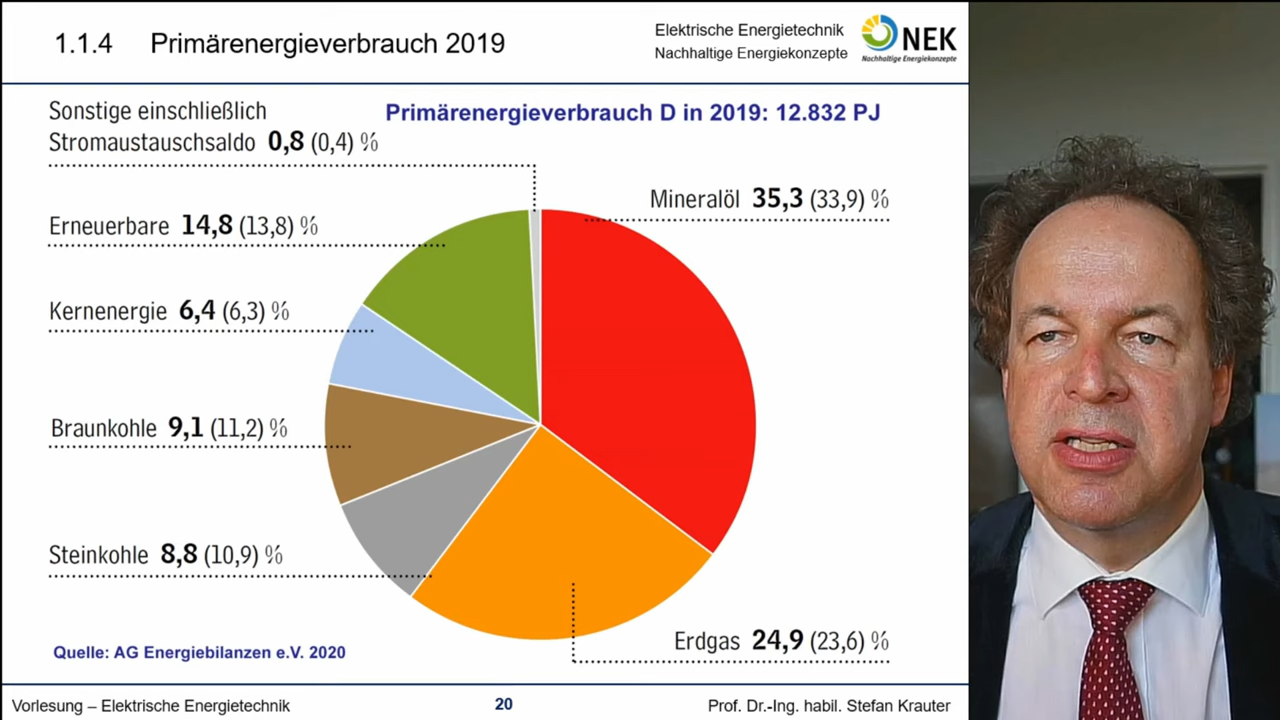 1.1.4 Primärenergieverbrauch 2019
Elektrische Energietechnik
Nachhaltige Energiekonzepte
NEK
Nachhaltige Energiekonzepte
Primärenergieverbrauch D in 2019: 12.832 PJ
Sonstige einschließlich
Stromaustauschsaldo 0,8 (0,4) %
Mineralöl 35,3 (33,9) %
Erneuerbare 14,8 (13,8) %
Kernenergie 6,4 (6,3) %
Braunkohle 9,1 (11,2) %
Steinkohle 8,8 (10,9) %
Erdgas 24,9 (23,6) %
Quelle: AG Energiebilanzen e.V. 2020
Vorlesung – Elektrische Energietechnik
20
Prof. Dr.-Ing. habil. Stefan Krauter